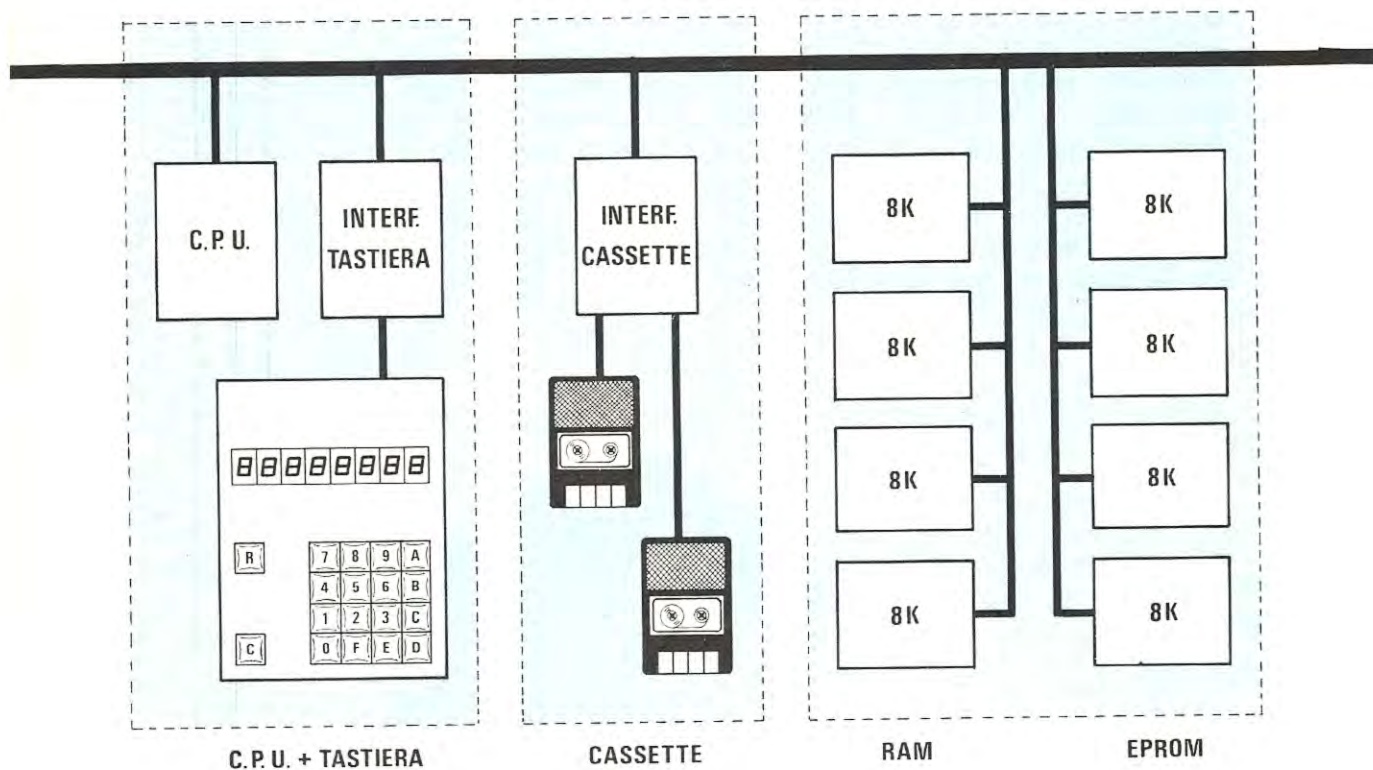 C.P.U.
INTERF.
TASTIERA
88888888
R
7 8 9 A
4 5 6 B
1 2 3 C
C
0 F E D
C.P.U. + TASTIERA
INTERF.
CASSETTE
CASSETTE
8K
8K
8K
8K
RAM
8K
8K
8K
8K
EPROM